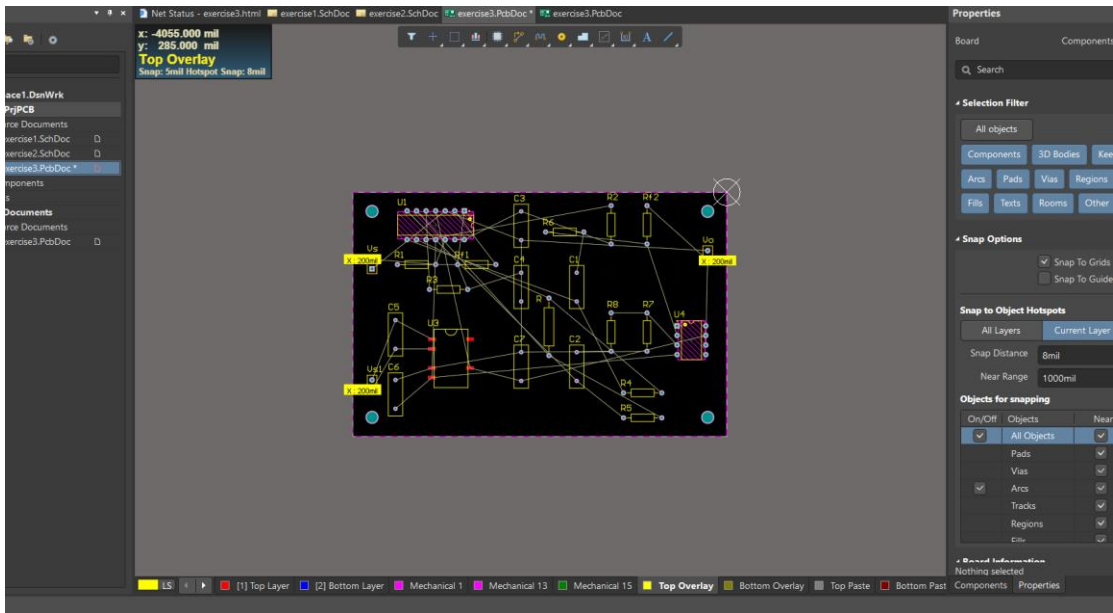 Net Status - exercise3.html exercise1.SchDoc exercise2.SchDoc exercise3.PcbDoc * exercise3.PcbDoc
Properties
x: -4055.000 mil
y: 285.000 mil
Top Overlay
Snap: 5mil Hotspot Snap: 8mil
Board Components
Search
ace1.DsnWrk
PrjPCB
rce Documents
exercise1.SchDoc
exercise2.SchDoc
exercise3.PcbDoc *
mponents
s
Documents
rce Documents
exercise3.PcbDoc
Selection Filter
All objects
Components 3D Bodies Kee
Arcs Pads Vias Regions
Fills Texts Rooms Other
Snap Options
Snap To Grids
Snap To Guide
Snap to Object Hotspots
All Layers Current Layer
Snap Distance 8mil
Near Range 1000mil
Objects for snapping
On/Off Objects Near
All Objects
Pads
Vias
Arcs
Tracks
Regions
Fills
Board Information
Nothing selected
Components Properties
U1 C3 R2 Rf2
R6
Vs Vo
X : 200mil R1 Rf1 C4 C1 X : 200mil
R3
R
C5 U3 R8 R7 U4
C7 C2
Vs1 C6
X : 200mil R4
R5
LS [1] Top Layer [2] Bottom Layer Mechanical 1 Mechanical 13 Mechanical 15 Top Overlay Bottom Overlay Top Paste Bottom Past